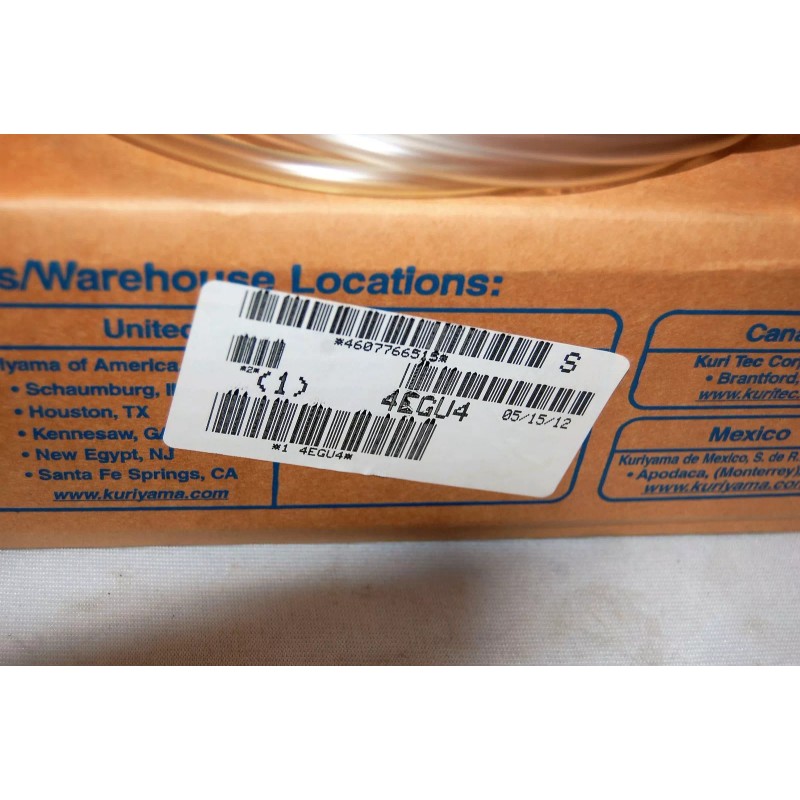 s/Warehouse Locations:
United
iyama of America
• Schaumburg, Il
• Houston, TX
• Kennesaw, GA
• New Egypt, NJ
• Santa Fe Springs, CA
www.kuriyama.com
*4607766513*
S
*2*
(1)
4EGU4
05/15/12
*1 4EGU4*
Cana
Kuri Tec Corp
• Brantford,
www.kuritec.
Mexico
Kuriyama de Mexico, S. de R.
• Apodaca, (Monterrey)
www.kuriyama.com